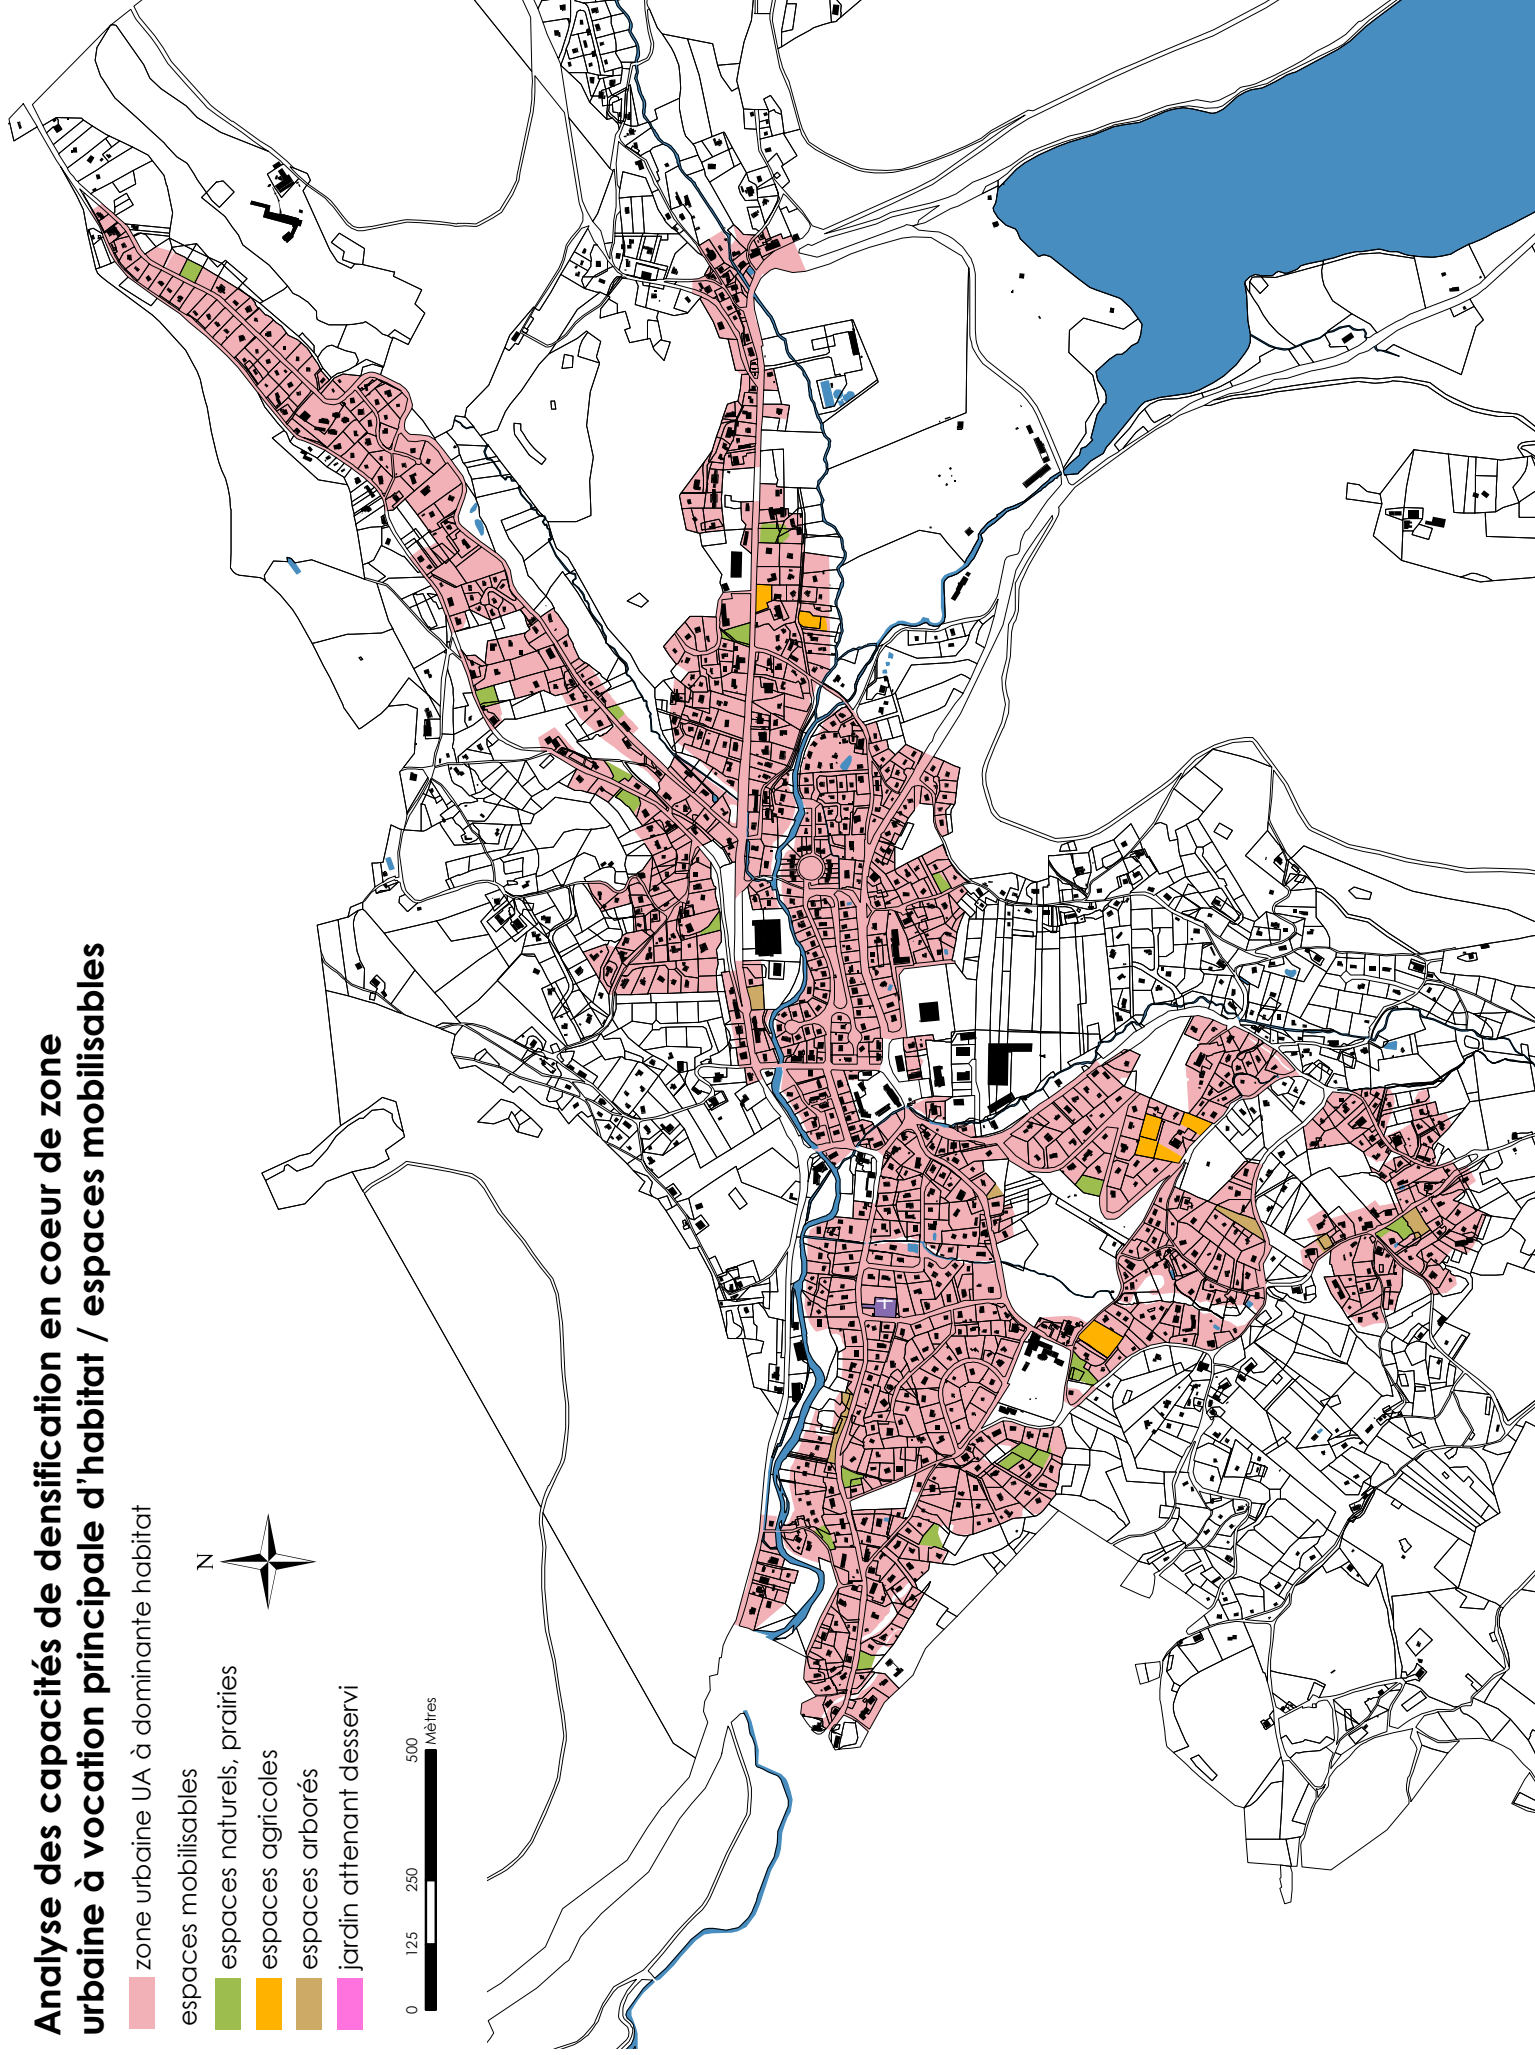 Analyse des capacités de densification en coeur de zone
urbaine à vocation principale d'habitat / espaces mobilisables
zone urbaine UA à dominante habitat
espaces mobilisables
espaces naturels, prairies
espaces agricoles
espaces arborés
jardin attenant desservi
N
0 125 250 500
Mètres